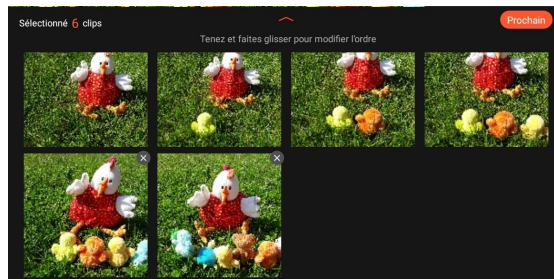 Sélectionné 6 clips
Prochain
Tenez et faites glisser pour modifier l'ordre